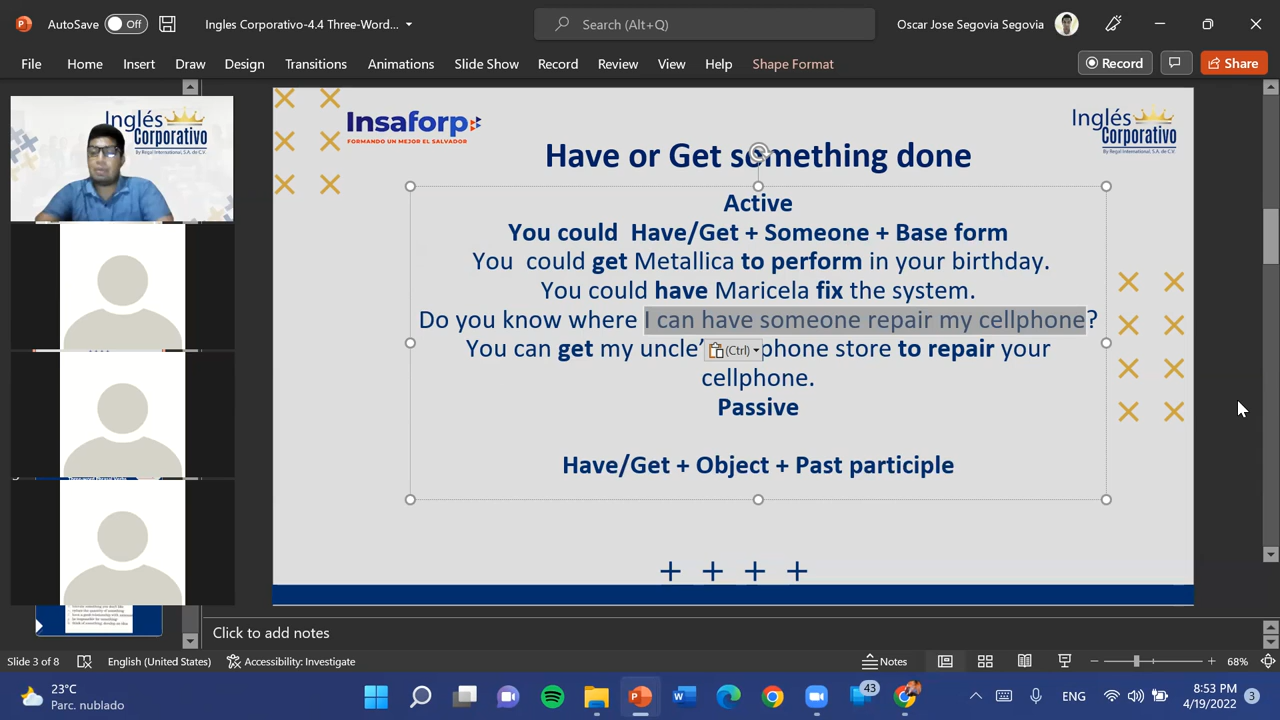 AutoSave Off
Ingles Corporativo-4.4 Three-Word...
Search (Alt+Q)
Oscar Jose Segovia Segovia
File Home Insert Draw Design Transitions Animations Slide Show Record Review View Help Shape Format
Record
Share
Inglés
Corporativo
Insaforp
FORMANDO UN MEJOR EL SALVADOR
Inglés
Corporativo
By Regal International, S.A. de C.V.
Have or Get something done
Active
You could Have/Get + Someone + Base form
You could get Metallica to perform in your birthday.
You could have Maricela fix the system.
Do you know where I can have someone repair my cellphone?
You can get my uncle' phone store to repair your
(Ctrl)
cellphone.
Passive
Have/Get + Object + Past participle
Click to add notes
Slide 3 of 8
English (United States)
Accessibility: Investigate
Notes
68%
23°C
Parc. nublado
43
ENG
8:53 PM
4/19/2022
3